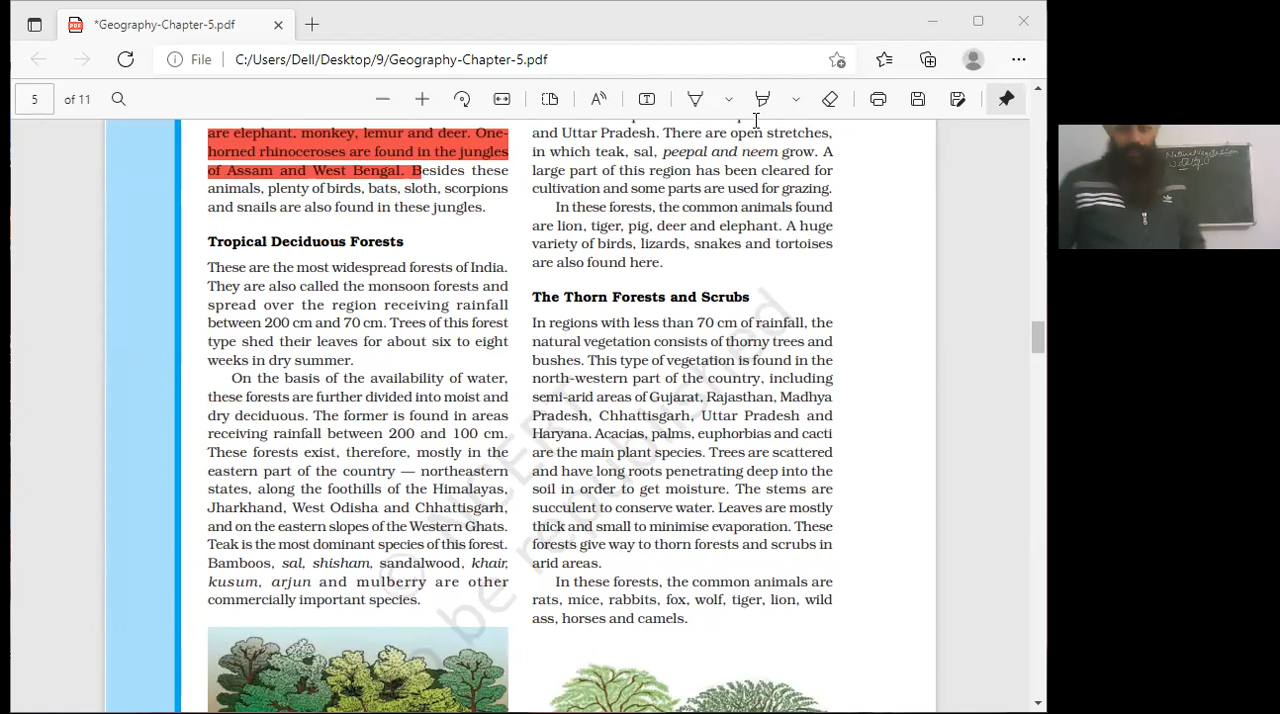 *Geography-Chapter-5.pdf
File
C:/Users/Dell/Desktop/9/Geography-Chapter-5.pdf
5
of 11
are elephant, monkey, lemur and deer. One-
horned rhinoceroses are found in the jungles
of Assam and West Bengal. Besides these
animals, plenty of birds, bats, sloth, scorpions
and snails are also found in these jungles.
Tropical Deciduous Forests
These are the most widespread forests of India.
They are also called the monsoon forests and
spread over the region receiving rainfall
between 200 cm and 70 cm. Trees of this forest
type shed their leaves for about six to eight
weeks in dry summer.
On the basis of the availability of water,
these forests are further divided into moist and
dry deciduous. The former is found in areas
receiving rainfall between 200 and 100 cm.
These forests exist, therefore, mostly in the
eastern part of the country — northeastern
states, along the foothills of the Himalayas,
Jharkhand, West Odisha and Chhattisgarh,
and on the eastern slopes of the Western Ghats.
Teak is the most dominant species of this forest.
Bamboos, sal, shisham, sandalwood, khair,
kusum, arjun and mulberry are other
commercially important species.
and Uttar Pradesh. There are open stretches,
in which teak, sal, peepal and neem grow. A
large part of this region has been cleared for
cultivation and some parts are used for grazing.
In these forests, the common animals found
are lion, tiger, pig, deer and elephant. A huge
variety of birds, lizards, snakes and tortoises
are also found here.
The Thorn Forests and Scrubs
In regions with less than 70 cm of rainfall, the
natural vegetation consists of thorny trees and
bushes. This type of vegetation is found in the
north-western part of the country, including
semi-arid areas of Gujarat, Rajasthan, Madhya
Pradesh, Chhattisgarh, Uttar Pradesh and
Haryana. Acacias, palms, euphorbias and cacti
are the main plant species. Trees are scattered
and have long roots penetrating deep into the
soil in order to get moisture. The stems are
succulent to conserve water. Leaves are mostly
thick and small to minimise evaporation. These
forests give way to thorn forests and scrubs in
arid areas.
In these forests, the common animals are
rats, mice, rabbits, fox, wolf, tiger, lion, wild
ass, horses and camels.
© NCERT
be republished
Natural Vegetation